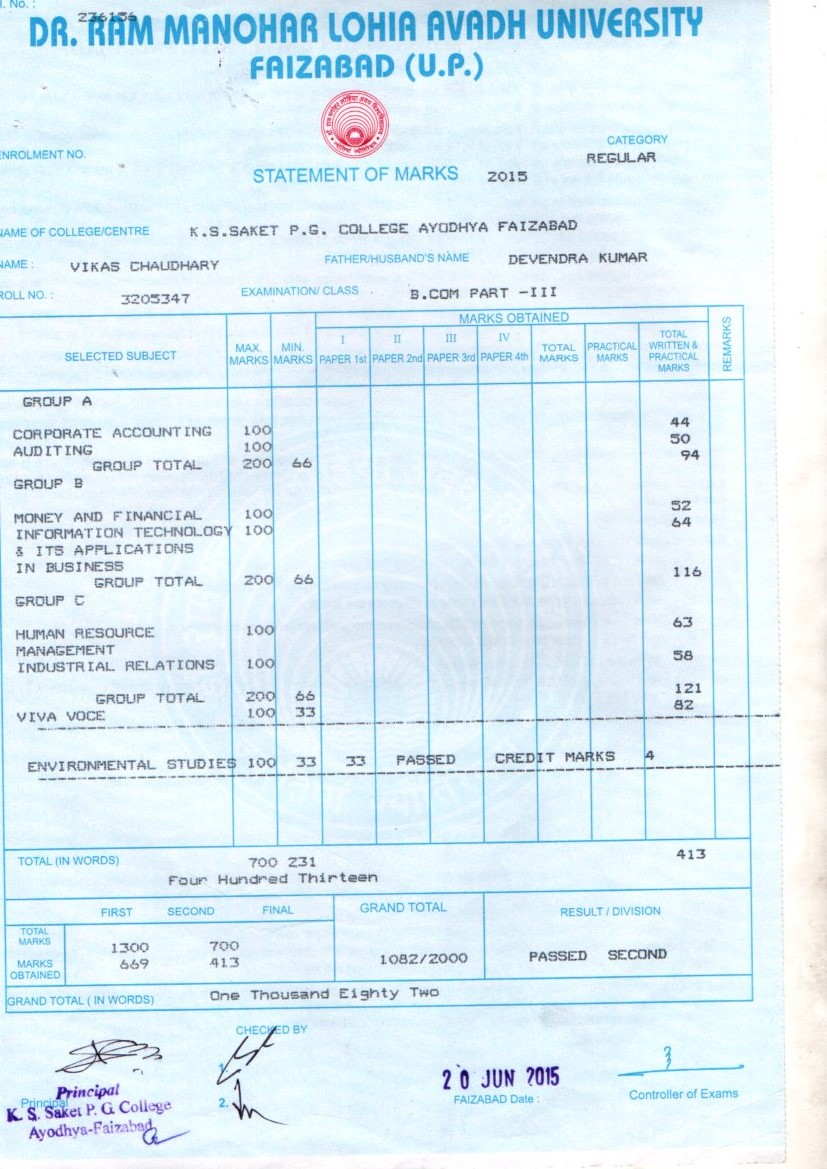 l. No. :
236136
DR. RAM MANOHAR LOHIA AVADH UNIVERSITY
FAIZABAD (U.P.)
ENROLMENT NO.
CATEGORY
REGULAR
STATEMENT OF MARKS 2015
NAME OF COLLEGE/CENTRE K.S.SAKET P.G. COLLEGE AYODHYA FAIZABAD
NAME : VIKAS CHAUDHARY FATHER/HUSBAND'S NAME DEVENDRA KUMAR
ROLL NO. : 3205347 EXAMINATION/ CLASS B.COM PART -III
MARKS OBTAINED
SELECTED SUBJECT MAX. MARKS MIN. MARKS I PAPER 1st II PAPER 2nd III PAPER 3rd IV PAPER 4th TOTAL MARKS PRACTICAL MARKS TOTAL WRITTEN & PRACTICAL MARKS REMARKS
GROUP A
CORPORATE ACCOUNTING 100 44
AUDITING 100 50
GROUP TOTAL 200 66 94
GROUP B
MONEY AND FINANCIAL 100 52
INFORMATION TECHNOLOGY 100 64
& ITS APPLICATIONS
IN BUSINESS
GROUP TOTAL 200 66 116
GROUP C
HUMAN RESOURCE 100 63
MANAGEMENT
INDUSTRIAL RELATIONS 100 58
GROUP TOTAL 200 66 121
VIVA VOCE 100 33 82
ENVIRONMENTAL STUDIES 100 33 33 PASSED CREDIT MARKS 4
TOTAL (IN WORDS) 700 231 413
Four Hundred Thirteen
FIRST SECOND FINAL GRAND TOTAL RESULT / DIVISION
TOTAL MARKS 1300 700
MARKS OBTAINED 669 413 1082/2000 PASSED SECOND
GRAND TOTAL ( IN WORDS) One Thousand Eighty Two
CHECKED BY
1.
2.
Principal
Principal
K. S. Saket P. G. College
Ayodhya-Faizabad
20 JUN 2015
FAIZABAD Date :
Controller of Exams